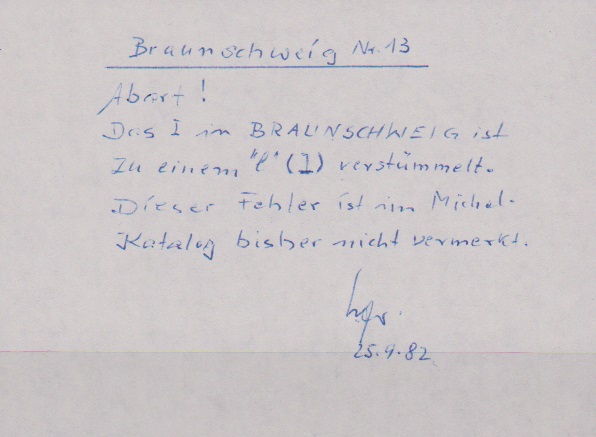 Braunschweig Nr. 13
Abart!
Das I in BRAUNSCHWEIG ist
zu einem "l" (I) verstümmelt.
Dieser Fehler ist im Michel-
Katalog bisher nicht vermerkt.
25.9.82